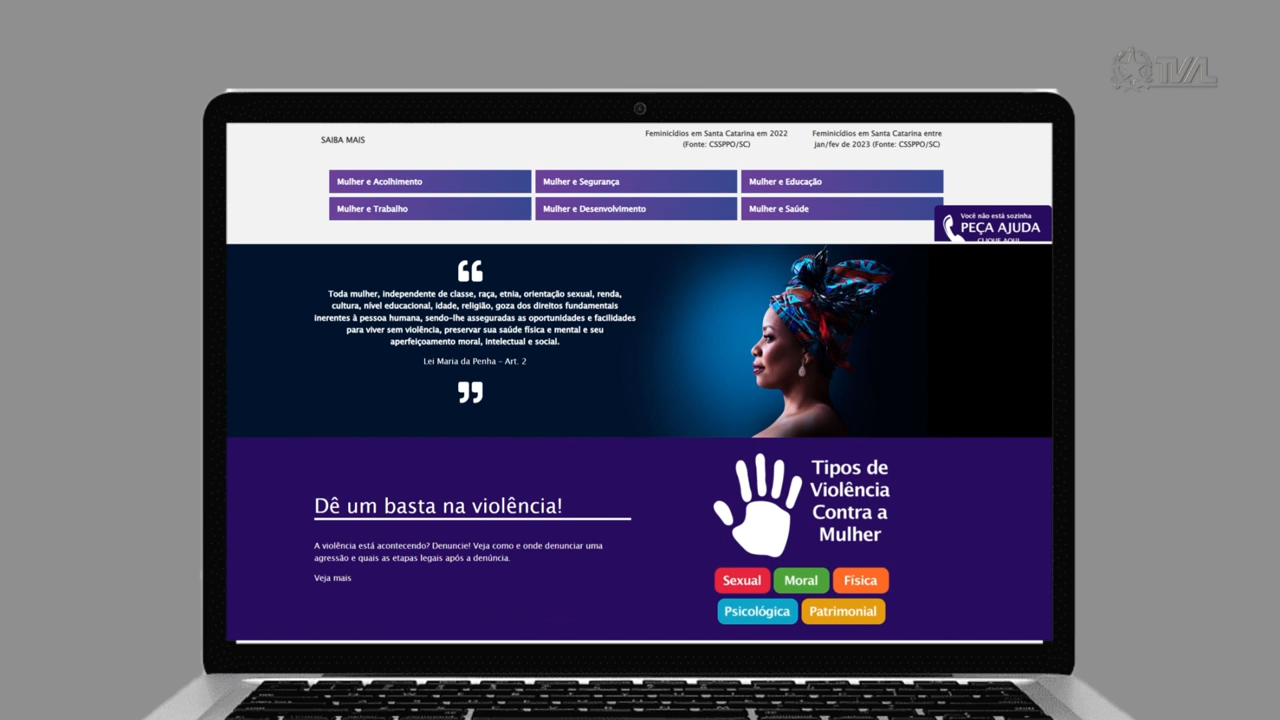 TVAL
SAIBA MAIS
Feminicídios em Santa Catarina em 2022
(Fonte: CSSPPO/SC)
Feminicídios em Santa Catarina entre
jan/fev de 2023 (Fonte: CSSPPO/SC)
Mulher e Acolhimento
Mulher e Segurança
Mulher e Educação
Mulher e Trabalho
Mulher e Desenvolvimento
Mulher e Saúde
Você não está sozinha
PEÇA AJUDA
CLIQUE AQUI
“
Toda mulher, independente de classe, raça, etnia, orientação sexual, renda,
cultura, nível educacional, idade, religião, goza dos direitos fundamentais
inerentes à pessoa humana, sendo-lhe asseguradas as oportunidades e facilidades
para viver sem violência, preservar sua saúde física e mental e seu
aperfeiçoamento moral, intelectual e social.
Lei Maria da Penha - Art. 2
”
Dê um basta na violência!
A violência está acontecendo? Denuncie! Veja como e onde denunciar uma
agressão e quais as etapas legais após a denúncia.
Veja mais
Tipos de
Violência
Contra a
Mulher
Sexual
Moral
Física
Psicológica
Patrimonial